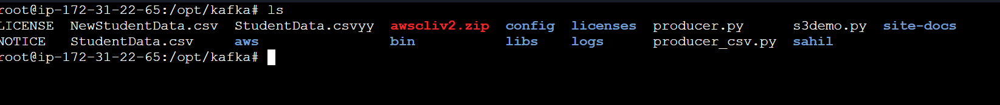 root@ip-172-31-22-65:/opt/kafka# ls
LICENSE NewStudentData.csv StudentData.csvyy awscliv2.zip config licenses producer.py s3demo.py site-docs
NOTICE StudentData.csv aws bin libs logs producer_csv.py sahil
root@ip-172-31-22-65:/opt/kafka#